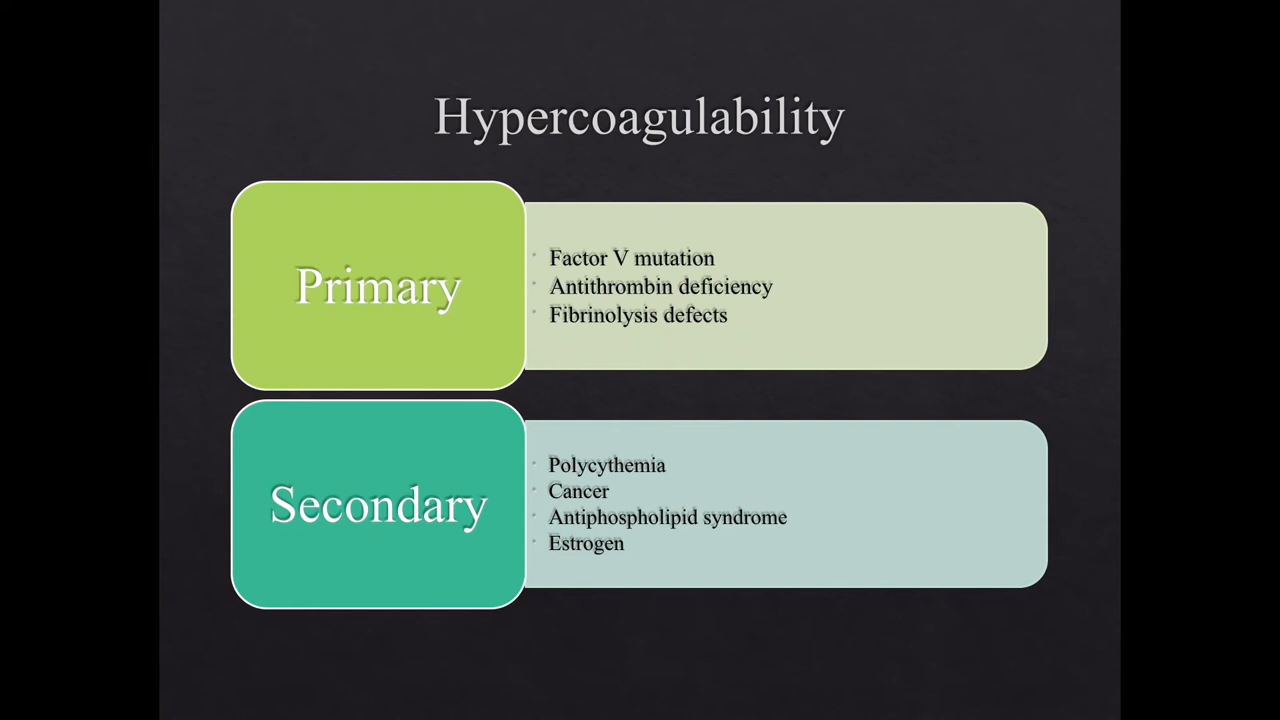 Hypercoagulability
Primary
Factor V mutation
Antithrombin deficiency
Fibrinolysis defects
Secondary
Polycythemia
Cancer
Antiphospholipid syndrome
Estrogen